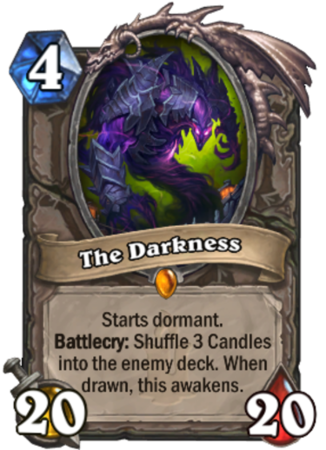 4
The Darkness
Starts dormant.
Battlecry: Shuffle 3 Candles
into the enemy deck. When
drawn, this awakens.
20
20